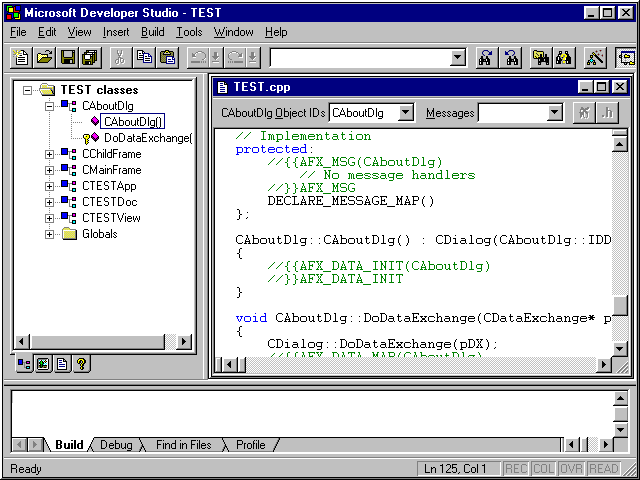 Microsoft Developer Studio - TEST
File Edit View Insert Build Tools Window Help
TEST classes
CAboutDlg
CAboutDlg()
DoDataExchange(
CChildFrame
CMainFrame
CTESTApp
CTESTDoc
CTESTView
Globals
TEST.cpp
CAboutDlg Object IDs CAboutDlg Messages .h
// Implementation
protected:
//{{AFX_MSG(CAboutDlg)
// No message handlers
//}}AFX_MSG
DECLARE_MESSAGE_MAP()
};
CAboutDlg::CAboutDlg() : CDialog(CAboutDlg::IDD
{
//{{AFX_DATA_INIT(CAboutDlg)
//}}AFX_DATA_INIT
}
void CAboutDlg::DoDataExchange(CDataExchange* p
{
CDialog::DoDataExchange(pDX);
//{{AFX_DATA_MAP(CAboutDlg)
Build Debug Find in Files Profile
Ready Ln 125, Col 1 REC COL OVR READ